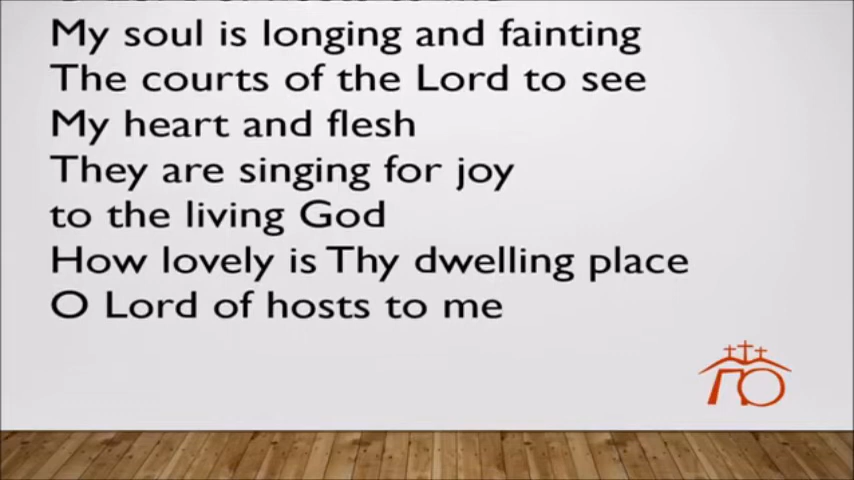 My soul is longing and fainting
The courts of the Lord to see
My heart and flesh
They are singing for joy
to the living God
How lovely is Thy dwelling place
O Lord of hosts to me